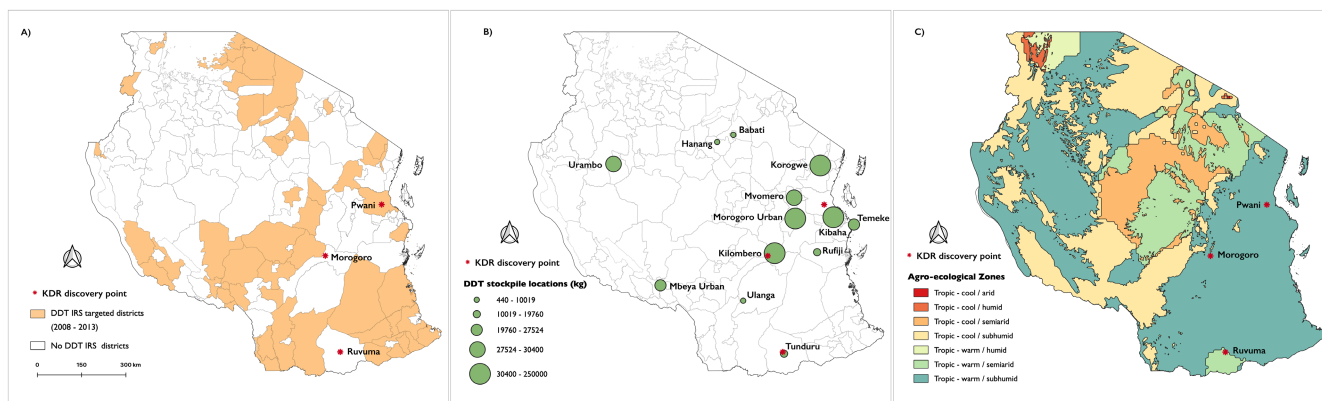 A)
Pwani
Morogoro
KDR discovery point
DDT IRS targeted districts
(2008 - 2013)
No DDT IRS districts
Ruvuma
0 150 300 km
B)
Babati
Hanang
Urambo
Korogwe
Mvomero
Morogoro Urban
Temeke
Kibaha
Kilombero
Rufiji
KDR discovery point
DDT stockpile locations (kg)
Mbeya Urban
Ulanga
440 - 10019
10019 - 19760
19760 - 27524
27524 - 30400
30400 - 250000
Tunduru
C)
Pwani
Morogoro
KDR discovery point
Agro-ecological Zones
Tropic - cool / arid
Tropic - cool / humid
Tropic - cool / semiarid
Tropic - cool / subhumid
Tropic - warm / humid
Tropic - warm / semiarid
Tropic - warm / subhumid
Ruvuma